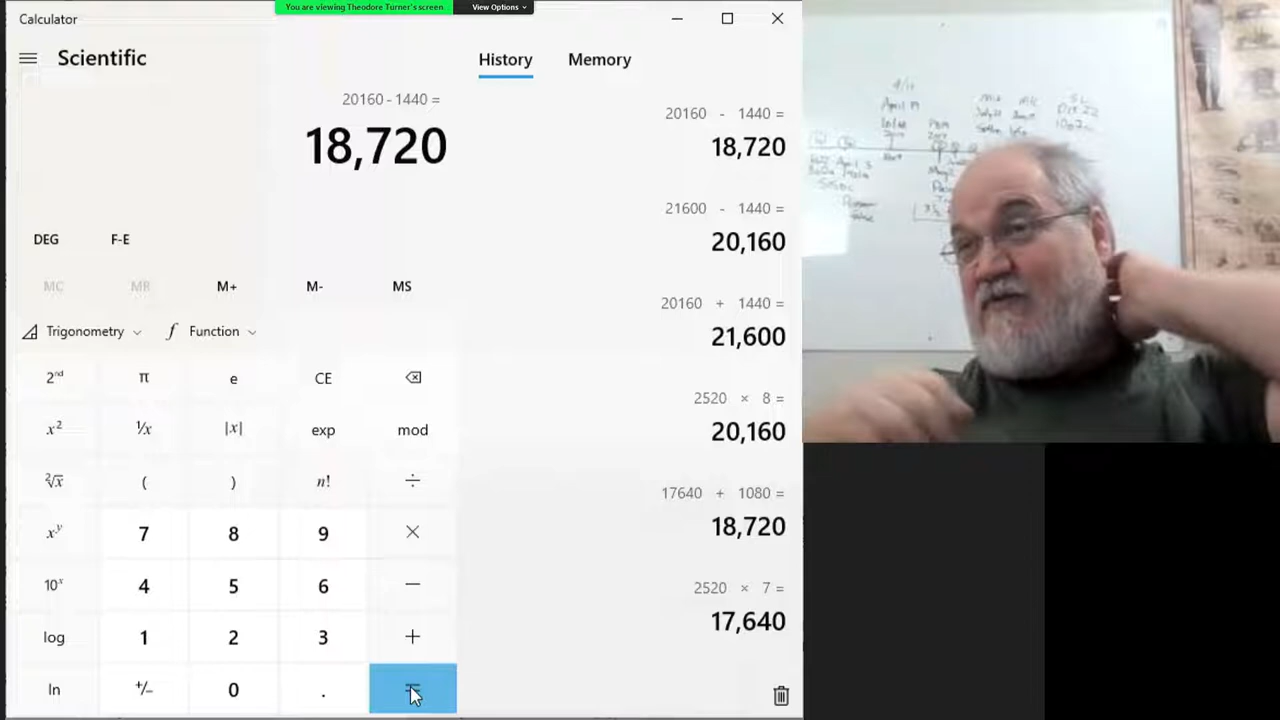 You are viewing Theodore Turner's screen View Options
Calculator
Scientific
History Memory
20160 - 1440 =
18,720
20160 - 1440 =
18,720
21600 - 1440 =
20,160
20160 + 1440 =
21,600
2520 × 8 =
20,160
17640 + 1080 =
18,720
2520 × 7 =
17,640
DEG F-E
MC MR M+ M- MS
Trigonometry Function
2nd π e CE
x² ¹/x |x| exp mod
²√x ( ) n! ÷
xʸ 7 8 9 ×
10ˣ 4 5 6 −
log 1 2 3 +
ln +/− 0 . =
April 19